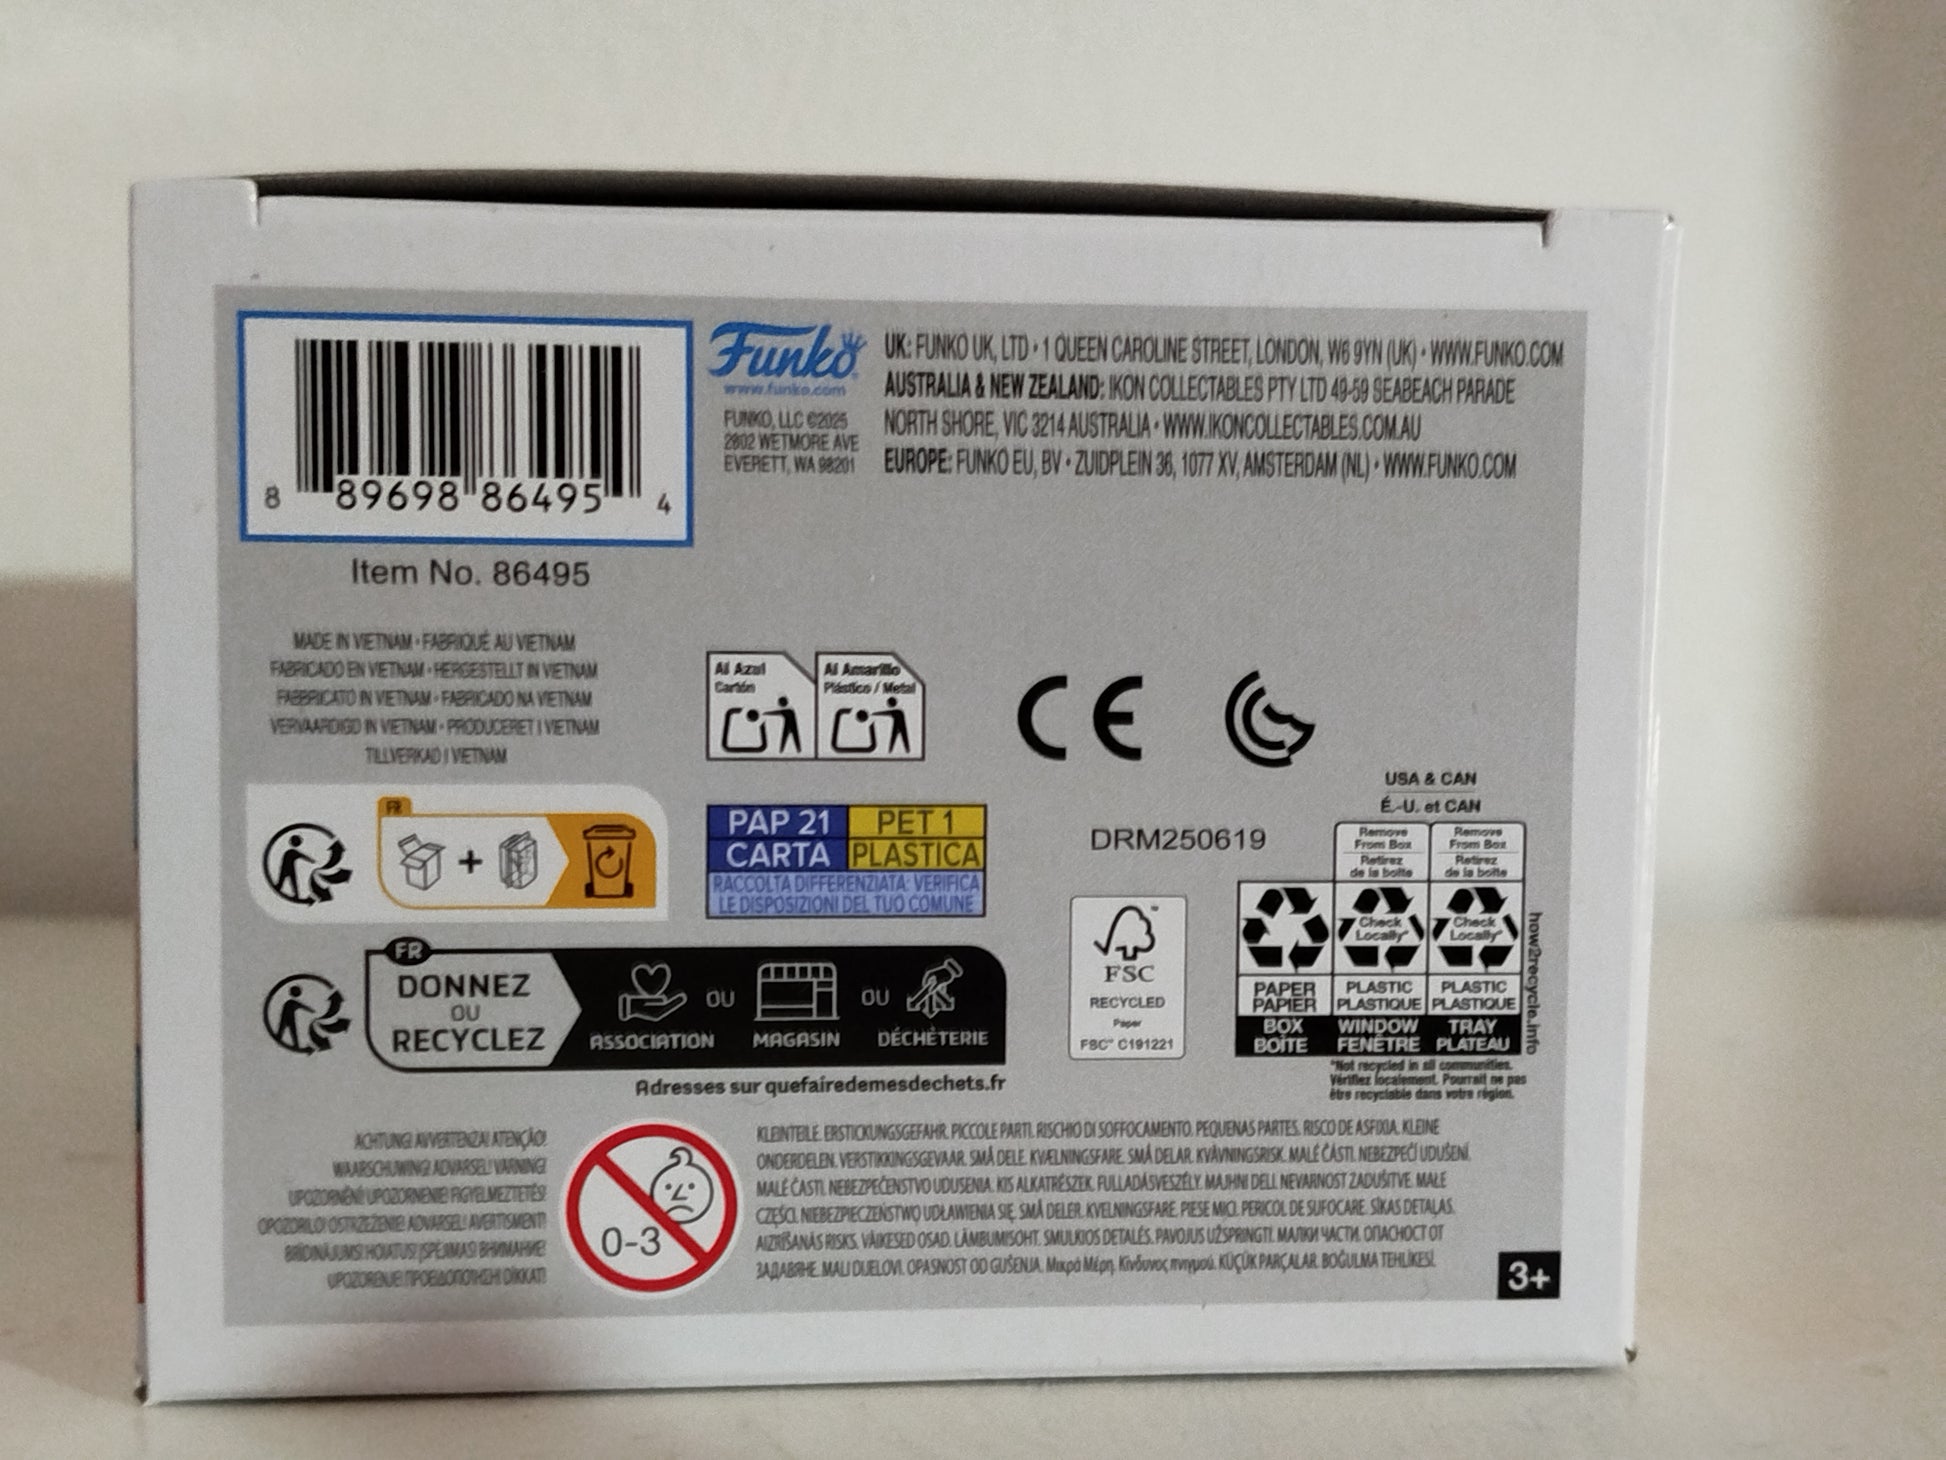 8 89698 86495 4
Item No. 86495
Funko
www.funko.com
FUNKO, LLC ©2025
2802 WETMORE AVE
EVERETT, WA 98201
UK: FUNKO UK, LTD • 1 QUEEN CAROLINE STREET, LONDON, W6 9YN (UK) • WWW.FUNKO.COM
AUSTRALIA & NEW ZEALAND: IKON COLLECTABLES PTY LTD 49-59 SEABEACH PARADE
NORTH SHORE, VIC 3214 AUSTRALIA • WWW.IKONCOLLECTABLES.COM.AU
EUROPE: FUNKO EU, BV • ZUIDPLEIN 36, 1077 XV, AMSTERDAM (NL) • WWW.FUNKO.COM
MADE IN VIETNAM • FABRIQUÉ AU VIETNAM
FABRICADO EN VIETNAM • HERGESTELLT IN VIETNAM
FABBRICATO IN VIETNAM • FABRICADO NA VIETNAM
VERVAARDIGD IN VIETNAM • PRODUCERET I VIETNAM
TILLVERKAD I VIETNAM
Al Azul
Cartón
Al Amarillo
Plástico / Metal
CE
FR
PAP 21
CARTA
PET 1
PLASTICA
RACCOLTA DIFFERENZIATA: VERIFICA
LE DISPOSIZIONI DEL TUO COMUNE
DRM250619
USA & CAN
É.-U. et CAN
Remove
From Box
Retirez
de la boîte
Remove
From Box
Retirez
de la boîte
Check
Locally*
Check
Locally*
PAPER
PAPIER
BOX
BOÎTE
PLASTIC
PLASTIQUE
WINDOW
FENÊTRE
PLASTIC
PLASTIQUE
TRAY
PLATEAU
how2recycle.info
*Not recycled in all communities.
Vérifiez localement. Pourrait ne pas
être recyclable dans votre région.
FSC
RECYCLED
Paper
FSC™ C191221
FR
DONNEZ
OU
RECYCLEZ
ASSOCIATION
OU
MAGASIN
OU
DÉCHÈTERIE
Adresses sur quefairedemesdechets.fr
ACHTUNG! AVVERTENZA! ATENÇÃO!
WAARSCHUWING! ADVARSEL! VARNING!
UPOZORNĚNÍ! UPOZORNENIE! FIGYELMEZTETÉS!
OPOZORILO! OSTRZEŻENIE! ADVARSEL! AVERTISMENT!
BRĪDINĀJUMS! HOIATUS! ĮSPĖJIMAS! ВНИМАНИЕ!
UPOZORENJE! ΠΡΟΕΙΔΟΠΟΙΗΣΗ! DİKKAT!
0-3
KLEINTEILE. ERSTICKUNGSGEFAHR. PICCOLE PARTI. RISCHIO DI SOFFOCAMENTO. PEQUENAS PARTES. RISCO DE ASFIXIA. KLEINE
ONDERDELEN. VERSTIKKINGSGEVAAR. SMÅ DELE. KVÆLNINGSFARE. SMÅ DELAR. KVÄVNINGSRISK. MALÉ ČÁSTI. NEBEZPEČÍ UDUŠENÍ.
MALÉ ČASTI. NEBEZPEČENSTVO UDUSENIA. KIS ALKATRÉSZEK. FULLADÁSVESZÉLY. MAJHNI DELI. NEVARNOST ZADUŠITVE. MAŁE
CZĘŚCI. NIEBEZPIECZEŃSTWO UDŁAWIENIA SIĘ. SMÅ DELER. KVELNINGSFARE. PIESE MICI. PERICOL DE SUFOCARE. SĪKAS DETAĻAS.
AIZRĪŠANĀS RISKS. VÄIKESED OSAD. LÄMBUMISOHT. SMULKIOS DETALĖS. PAVOJUS UŽSPRINGTI. МАЛКИ ЧАСТИ. ОПАСНОСТ ОТ
ЗАДАВЯНЕ. MALI DIJELOVI. OPASNOST OD GUŠENJA. Μικρά Μέρη. Κίνδυνος πνιγμού. KÜÇÜK PARÇALAR. BOĞULMA TEHLİKESİ.
3+